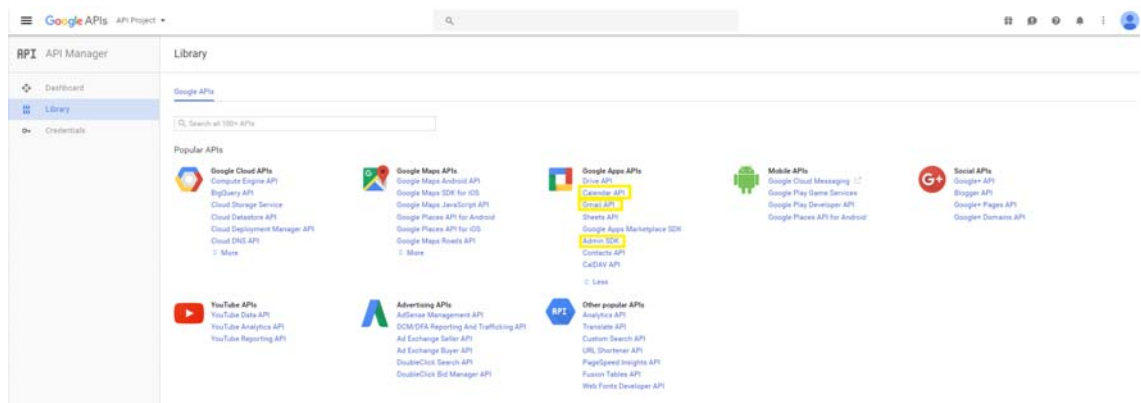 Google APIs API Project
API API Manager
Library
Dashboard
Library
Credentials
Google APIs
Search all 100+ APIs
Popular APIs
Google Cloud APIs
Compute Engine API
BigQuery API
Cloud Storage Service
Cloud Datastore API
Cloud Deployment Manager API
Cloud DNS API
More
Google Maps APIs
Google Maps Android API
Google Maps SDK for iOS
Google Maps JavaScript API
Google Places API for Android
Google Places API for iOS
Google Maps Roads API
More
Google Apps APIs
Drive API
Calendar API
Gmail API
Sheets API
Google Apps Marketplace SDK
Admin SDK
Contacts API
CalDAV API
Less
Mobile APIs
Google Cloud Messaging
Google Play Game Services
Google Play Developer API
Google Places API for Android
G+
Social APIs
Google+ API
Blogger API
Google+ Pages API
Google+ Domains API
YouTube APIs
YouTube Data API
YouTube Analytics API
YouTube Reporting API
Advertising APIs
AdSense Management API
DCM/DFA Reporting And Trafficking API
Ad Exchange Seller API
Ad Exchange Buyer API
DoubleClick Search API
DoubleClick Bid Manager API
API
Other popular APIs
Analytics API
Translate API
Custom Search API
URL Shortener API
PageSpeed Insights API
Fusion Tables API
Web Fonts Developer API